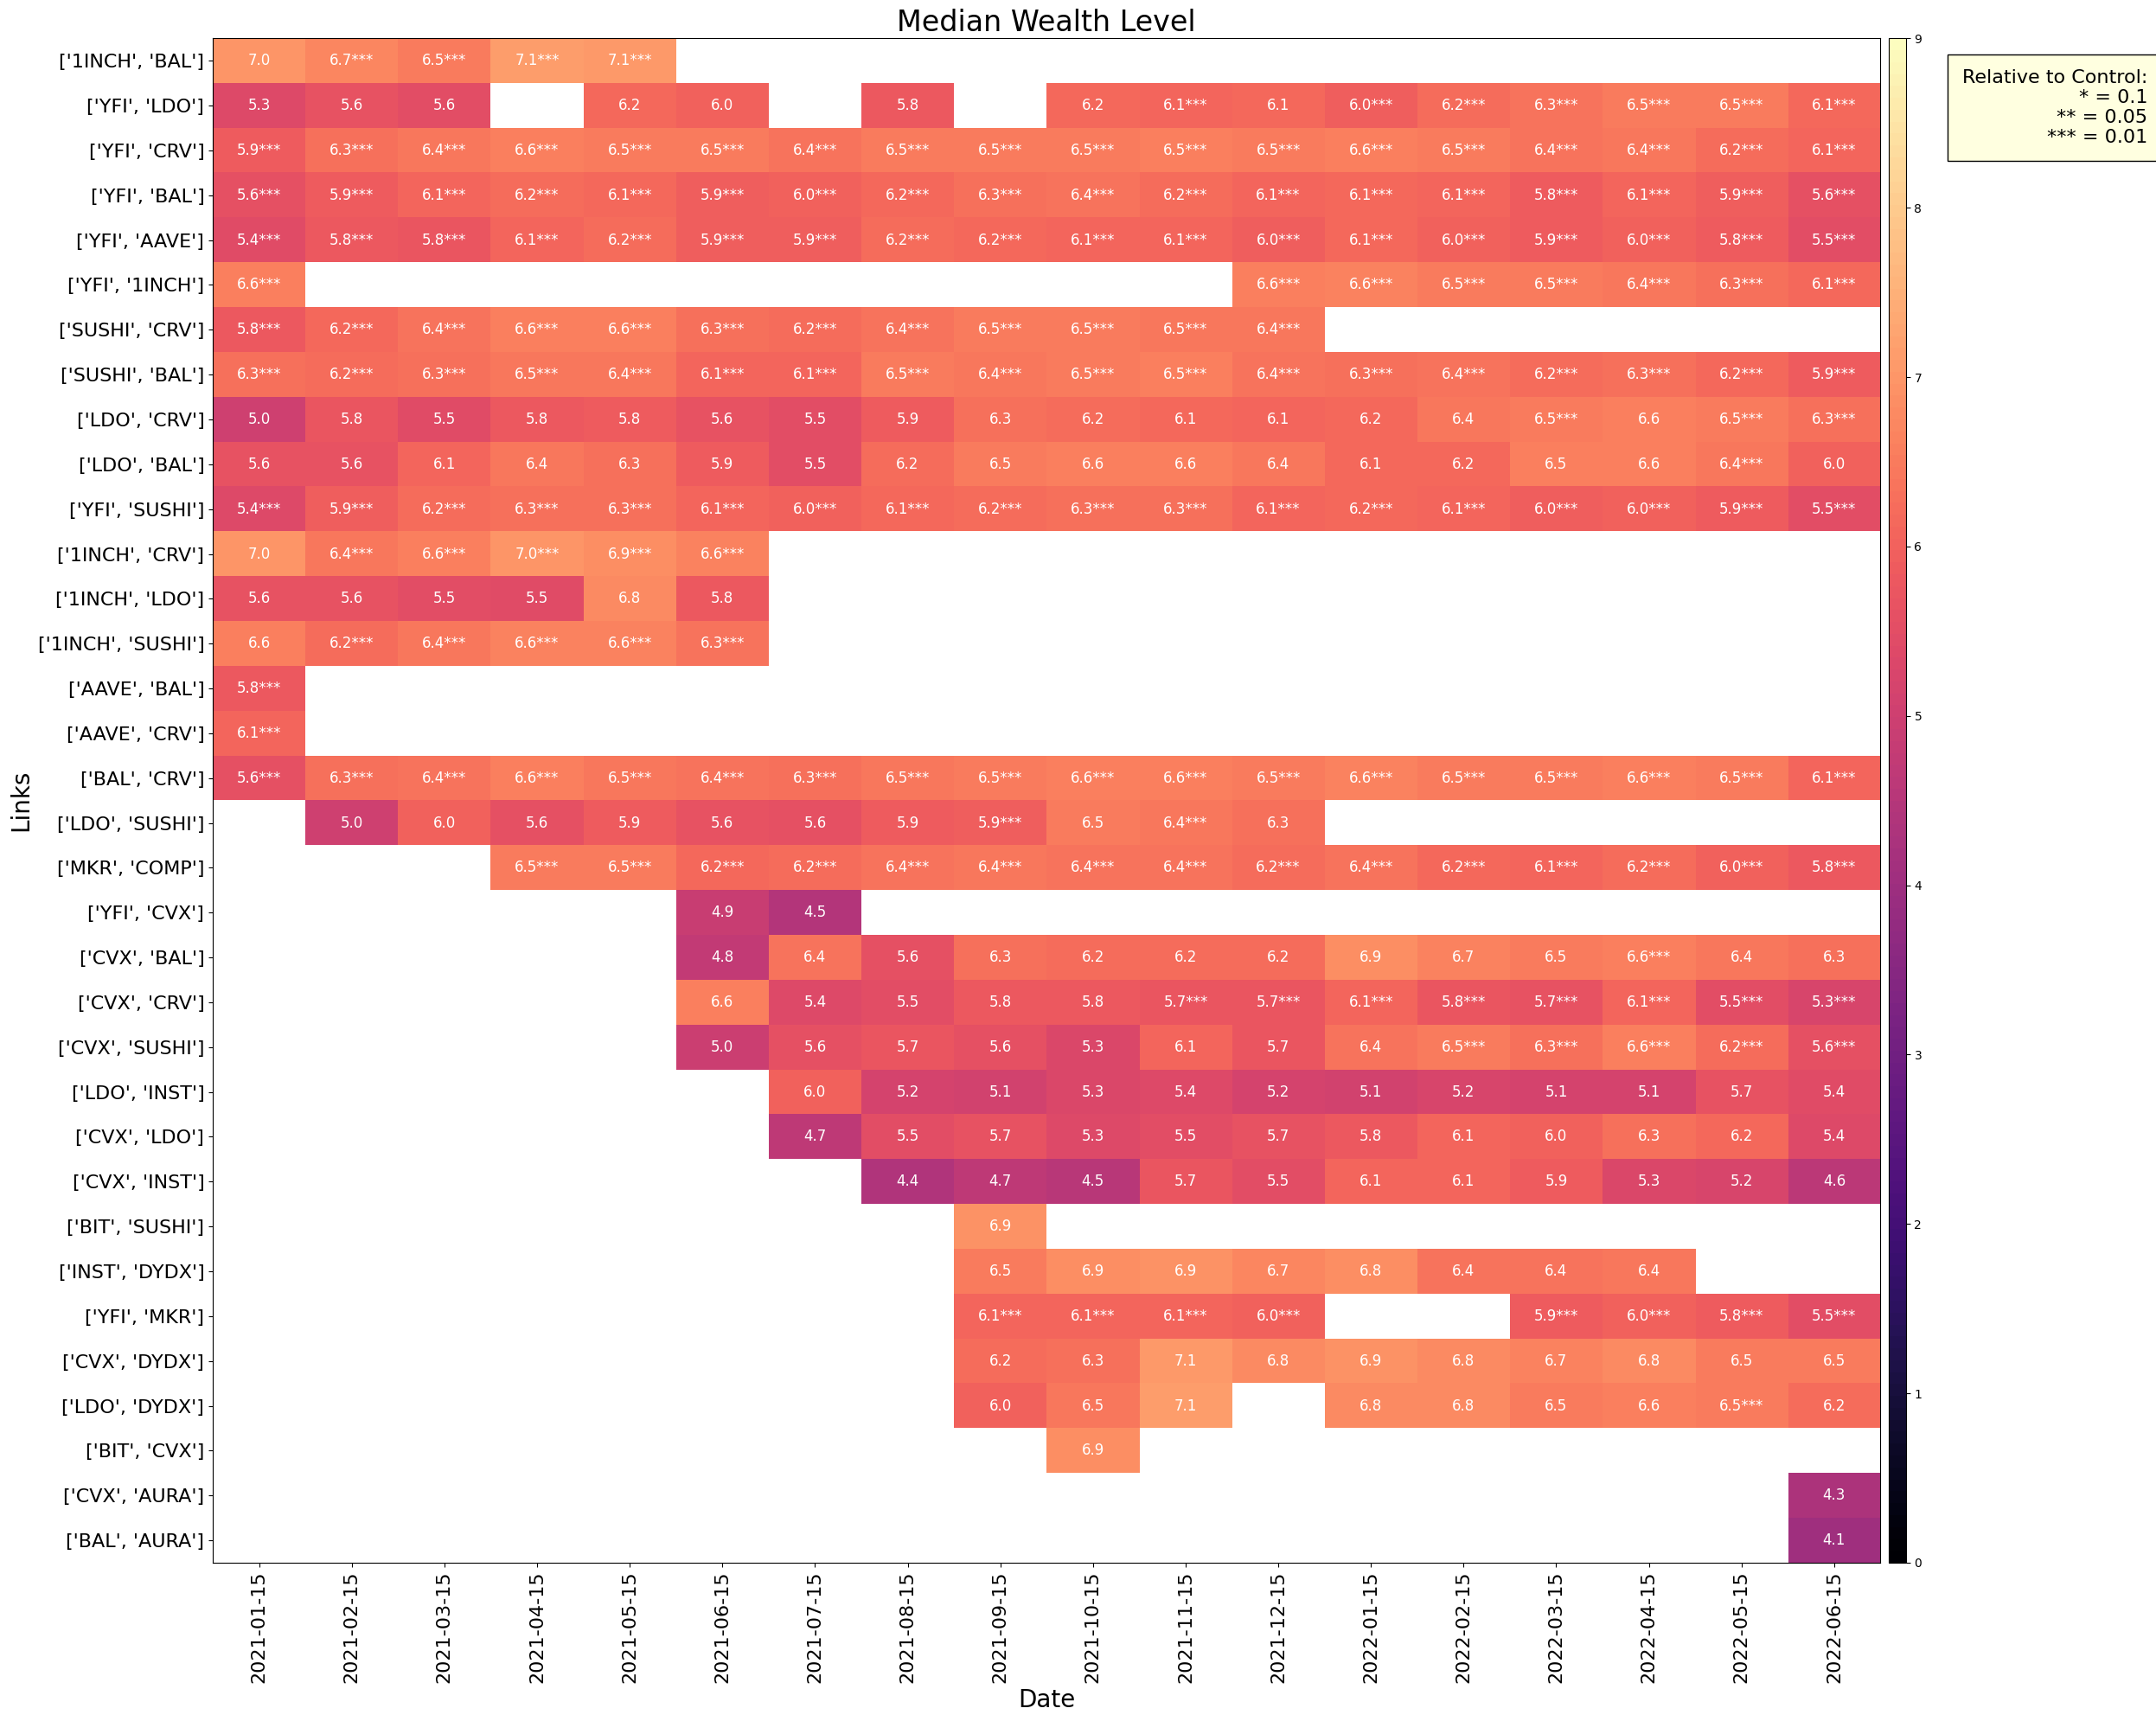 Median Wealth Level
['1INCH', 'BAL'] 7.0 6.7*** 6.5*** 7.1*** 7.1***
['YFI', 'LDO'] 5.3 5.6 5.6 6.2 6.0 5.8 6.2 6.1*** 6.1 6.0*** 6.2*** 6.3*** 6.5*** 6.5*** 6.1***
['YFI', 'CRV'] 5.9*** 6.3*** 6.4*** 6.6*** 6.5*** 6.5*** 6.4*** 6.5*** 6.5*** 6.5*** 6.5*** 6.5*** 6.6*** 6.5*** 6.4*** 6.4*** 6.2*** 6.1***
['YFI', 'BAL'] 5.6*** 5.9*** 6.1*** 6.2*** 6.1*** 5.9*** 6.0*** 6.2*** 6.3*** 6.4*** 6.2*** 6.1*** 6.1*** 6.1*** 5.8*** 6.1*** 5.9*** 5.6***
['YFI', 'AAVE'] 5.4*** 5.8*** 5.8*** 6.1*** 6.2*** 5.9*** 5.9*** 6.2*** 6.2*** 6.1*** 6.1*** 6.0*** 6.1*** 6.0*** 5.9*** 6.0*** 5.8*** 5.5***
['YFI', '1INCH'] 6.6*** 6.6*** 6.6*** 6.5*** 6.5*** 6.4*** 6.3*** 6.1***
['SUSHI', 'CRV'] 5.8*** 6.2*** 6.4*** 6.6*** 6.6*** 6.3*** 6.2*** 6.4*** 6.5*** 6.5*** 6.5*** 6.4***
['SUSHI', 'BAL'] 6.3*** 6.2*** 6.3*** 6.5*** 6.4*** 6.1*** 6.1*** 6.5*** 6.4*** 6.5*** 6.5*** 6.4*** 6.3*** 6.4*** 6.2*** 6.3*** 6.2*** 5.9***
['LDO', 'CRV'] 5.0 5.8 5.5 5.8 5.8 5.6 5.5 5.9 6.3 6.2 6.1 6.1 6.2 6.4 6.5*** 6.6 6.5*** 6.3***
['LDO', 'BAL'] 5.6 5.6 6.1 6.4 6.3 5.9 5.5 6.2 6.5 6.6 6.6 6.4 6.1 6.2 6.5 6.6 6.4*** 6.0
['YFI', 'SUSHI'] 5.4*** 5.9*** 6.2*** 6.3*** 6.3*** 6.1*** 6.0*** 6.1*** 6.2*** 6.3*** 6.3*** 6.1*** 6.2*** 6.1*** 6.0*** 6.0*** 5.9*** 5.5***
['1INCH', 'CRV'] 7.0 6.4*** 6.6*** 7.0*** 6.9*** 6.6***
['1INCH', 'LDO'] 5.6 5.6 5.5 5.5 6.8 5.8
['1INCH', 'SUSHI'] 6.6 6.2*** 6.4*** 6.6*** 6.6*** 6.3***
['AAVE', 'BAL'] 5.8***
['AAVE', 'CRV'] 6.1***
['BAL', 'CRV'] 5.6*** 6.3*** 6.4*** 6.6*** 6.5*** 6.4*** 6.3*** 6.5*** 6.5*** 6.6*** 6.6*** 6.5*** 6.6*** 6.5*** 6.5*** 6.6*** 6.5*** 6.1***
['LDO', 'SUSHI'] 5.0 6.0 5.6 5.9 5.6 5.6 5.9 5.9*** 6.5 6.4*** 6.3
['MKR', 'COMP'] 6.5*** 6.5*** 6.2*** 6.2*** 6.4*** 6.4*** 6.4*** 6.4*** 6.2*** 6.4*** 6.2*** 6.1*** 6.2*** 6.0*** 5.8***
['YFI', 'CVX'] 4.9 4.5
['CVX', 'BAL'] 4.8 6.4 5.6 6.3 6.2 6.2 6.2 6.9 6.7 6.5 6.6*** 6.4 6.3
['CVX', 'CRV'] 6.6 5.4 5.5 5.8 5.8 5.7*** 5.7*** 6.1*** 5.8*** 5.7*** 6.1*** 5.5*** 5.3***
['CVX', 'SUSHI'] 5.0 5.6 5.7 5.6 5.3 6.1 5.7 6.4 6.5*** 6.3*** 6.6*** 6.2*** 5.6***
['LDO', 'INST'] 6.0 5.2 5.1 5.3 5.4 5.2 5.1 5.2 5.1 5.1 5.7 5.4
['CVX', 'LDO'] 4.7 5.5 5.7 5.3 5.5 5.7 5.8 6.1 6.0 6.3 6.2 5.4
['CVX', 'INST'] 4.4 4.7 4.5 5.7 5.5 6.1 6.1 5.9 5.3 5.2 4.6
['BIT', 'SUSHI'] 6.9
['INST', 'DYDX'] 6.5 6.9 6.9 6.7 6.8 6.4 6.4 6.4
['YFI', 'MKR'] 6.1*** 6.1*** 6.1*** 6.0*** 5.9*** 6.0*** 5.8*** 5.5***
['CVX', 'DYDX'] 6.2 6.3 7.1 6.8 6.9 6.8 6.7 6.8 6.5 6.5
['LDO', 'DYDX'] 6.0 6.5 7.1 6.8 6.8 6.5 6.6 6.5*** 6.2
['BIT', 'CVX'] 6.9
['CVX', 'AURA'] 4.3
['BAL', 'AURA'] 4.1
Links
2021-01-15 2021-02-15 2021-03-15 2021-04-15 2021-05-15 2021-06-15 2021-07-15 2021-08-15 2021-09-15 2021-10-15 2021-11-15 2021-12-15 2022-01-15 2022-02-15 2022-03-15 2022-04-15 2022-05-15 2022-06-15
Date
9
8
7
6
5
4
3
2
1
0
Relative to Control:
* = 0.1
** = 0.05
*** = 0.01